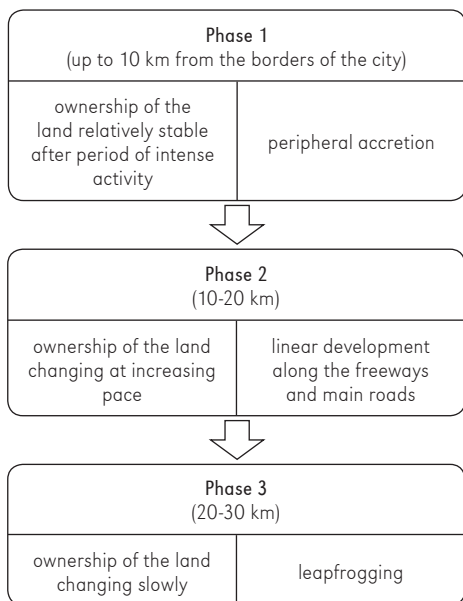 Phase 1
(up to 10 km from the borders of the city)
ownership of the
land relatively stable
after period of intense
activity
peripheral accretion
Phase 2
(10-20 km)
ownership of the land
changing at increasing
pace
linear development
along the freeways
and main roads
Phase 3
(20-30 km)
ownership of the land
changing slowly
leapfrogging